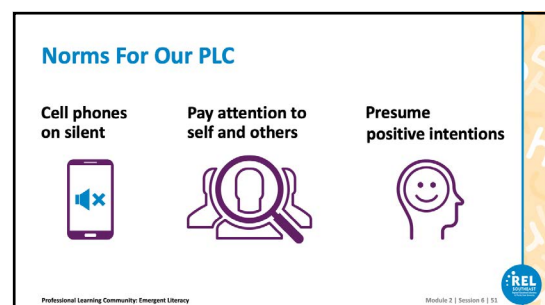 Norms For Our PLC
Cell phones
on silent
Pay attention to
self and others
Presume
positive intentions
Professional Learning Community: Emergent Literacy
Module 2 | Session 6 | 51
REL
SOUTHEAST